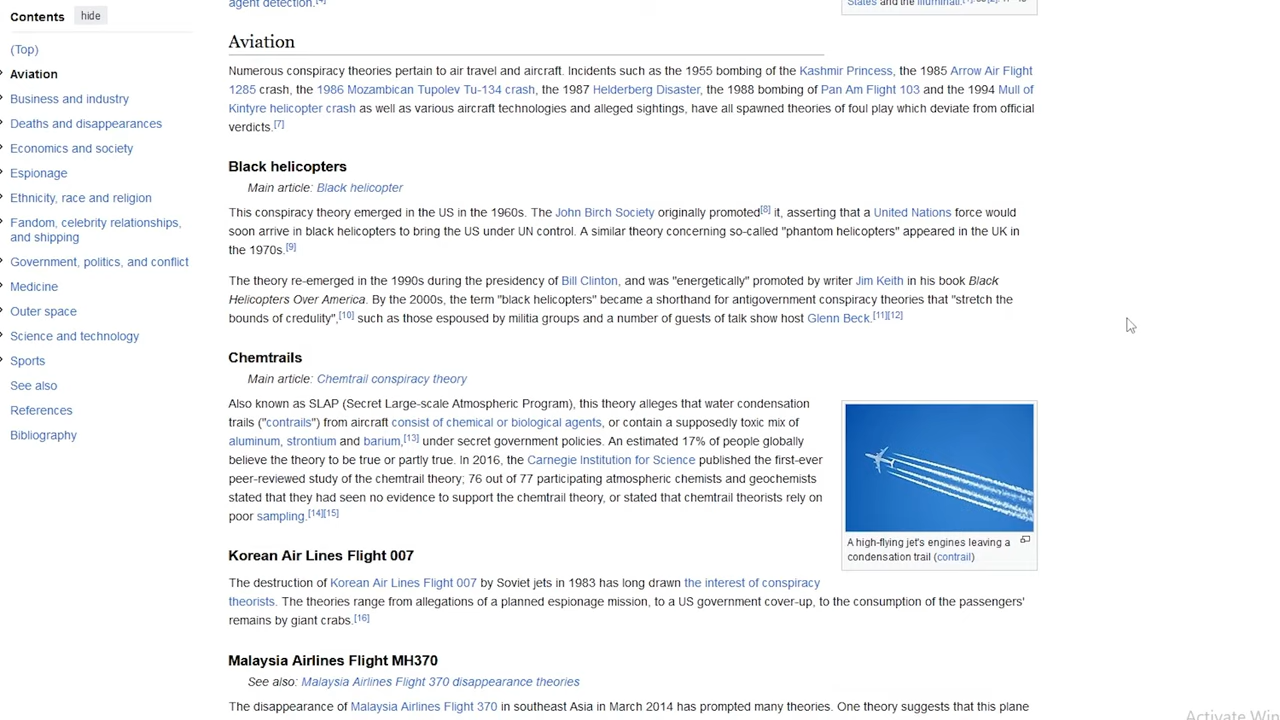 Contents hide
(Top)
Aviation
Business and industry
Deaths and disappearances
Economics and society
Espionage
Ethnicity, race and religion
Fandom, celebrity relationships,
and shipping
Government, politics, and conflict
Medicine
Outer space
Science and technology
Sports
See also
References
Bibliography
agent detection.[4]
States and the Illuminati.
Aviation
Numerous conspiracy theories pertain to air travel and aircraft. Incidents such as the 1955 bombing of the Kashmir Princess, the 1985 Arrow Air Flight
1285 crash, the 1986 Mozambican Tupolev Tu-134 crash, the 1987 Helderberg Disaster, the 1988 bombing of Pan Am Flight 103 and the 1994 Mull of
Kintyre helicopter crash as well as various aircraft technologies and alleged sightings, have all spawned theories of foul play which deviate from official
verdicts.[7]
Black helicopters
Main article: Black helicopter
This conspiracy theory emerged in the US in the 1960s. The John Birch Society originally promoted[8] it, asserting that a United Nations force would
soon arrive in black helicopters to bring the US under UN control. A similar theory concerning so-called "phantom helicopters" appeared in the UK in
the 1970s.[9]
The theory re-emerged in the 1990s during the presidency of Bill Clinton, and was "energetically" promoted by writer Jim Keith in his book Black
Helicopters Over America. By the 2000s, the term "black helicopters" became a shorthand for antigovernment conspiracy theories that "stretch the
bounds of credulity",[10] such as those espoused by militia groups and a number of guests of talk show host Glenn Beck.[11][12]
Chemtrails
Main article: Chemtrail conspiracy theory
Also known as SLAP (Secret Large-scale Atmospheric Program), this theory alleges that water condensation
trails ("contrails") from aircraft consist of chemical or biological agents, or contain a supposedly toxic mix of
aluminum, strontium and barium,[13] under secret government policies. An estimated 17% of people globally
believe the theory to be true or partly true. In 2016, the Carnegie Institution for Science published the first-ever
peer-reviewed study of the chemtrail theory; 76 out of 77 participating atmospheric chemists and geochemists
stated that they had seen no evidence to support the chemtrail theory, or stated that chemtrail theorists rely on
poor sampling.[14][15]
A high-flying jet's engines leaving a
condensation trail (contrail)
Korean Air Lines Flight 007
The destruction of Korean Air Lines Flight 007 by Soviet jets in 1983 has long drawn the interest of conspiracy
theorists. The theories range from allegations of a planned espionage mission, to a US government cover-up, to the consumption of the passengers'
remains by giant crabs.[16]
Malaysia Airlines Flight MH370
See also: Malaysia Airlines Flight 370 disappearance theories
The disappearance of Malaysia Airlines Flight 370 in southeast Asia in March 2014 has prompted many theories. One theory suggests that this plane
Activate Win